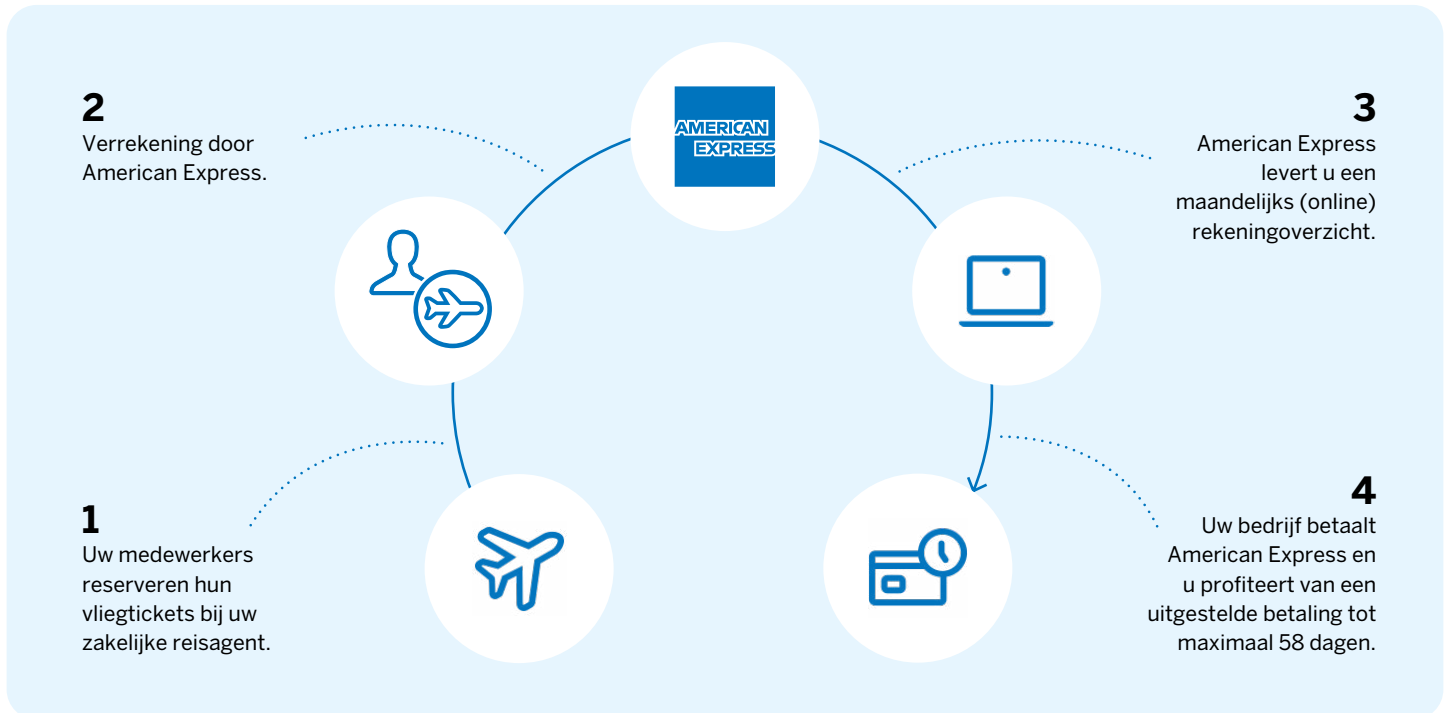 2
Verrekening door
American Express.
AMERICAN
EXPRESS
3
American Express
levert u een
maandelijks (online)
rekeningoverzicht.
1
Uw medewerkers
reserveren hun
vliegtickets bij uw
zakelijke reisagent.
4
Uw bedrijf betaalt
American Express en
u profiteert van een
uitgestelde betaling tot
maximaal 58 dagen.